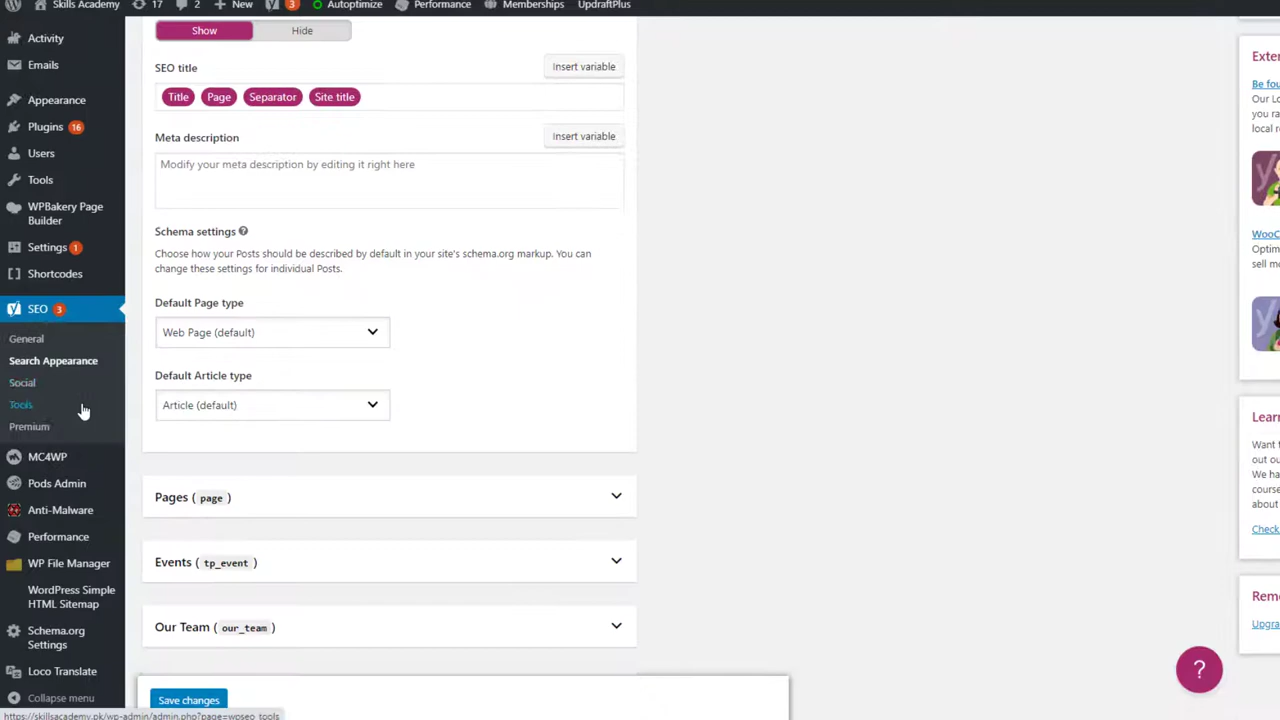 Skills Academy
17
2
+ New
3
Autoptimize
Performance
Memberships
UpdraftPlus
Activity
Emails
Appearance
Plugins 16
Users
Tools
WPBakery Page
Builder
Settings 1
Shortcodes
SEO 3
General
Search Appearance
Social
Tools
Premium
MC4WP
Pods Admin
Anti-Malware
Performance
WP File Manager
WordPress Simple
HTML Sitemap
Schema.org
Settings
Loco Translate
Collapse menu
https://skillsacademy.pk/wp-admin/admin.php?page=wpseo_tools
Show
Hide
SEO title
Insert variable
Title
Page
Separator
Site title
Meta description
Insert variable
Modify your meta description by editing it right here
Schema settings
Choose how your Posts should be described by default in your site's schema.org markup. You can
change these settings for individual Posts.
Default Page type
Web Page (default)
Default Article type
Article (default)
Pages ( page )
Events ( tp_event )
Our Team ( our_team )
Save changes
Exter
Be fou
Our Lo
you ra
local r
WooC
Optim
sell mo
Learn
Want t
out ou
We ha
course
about
Check
Remo
Upgra
?